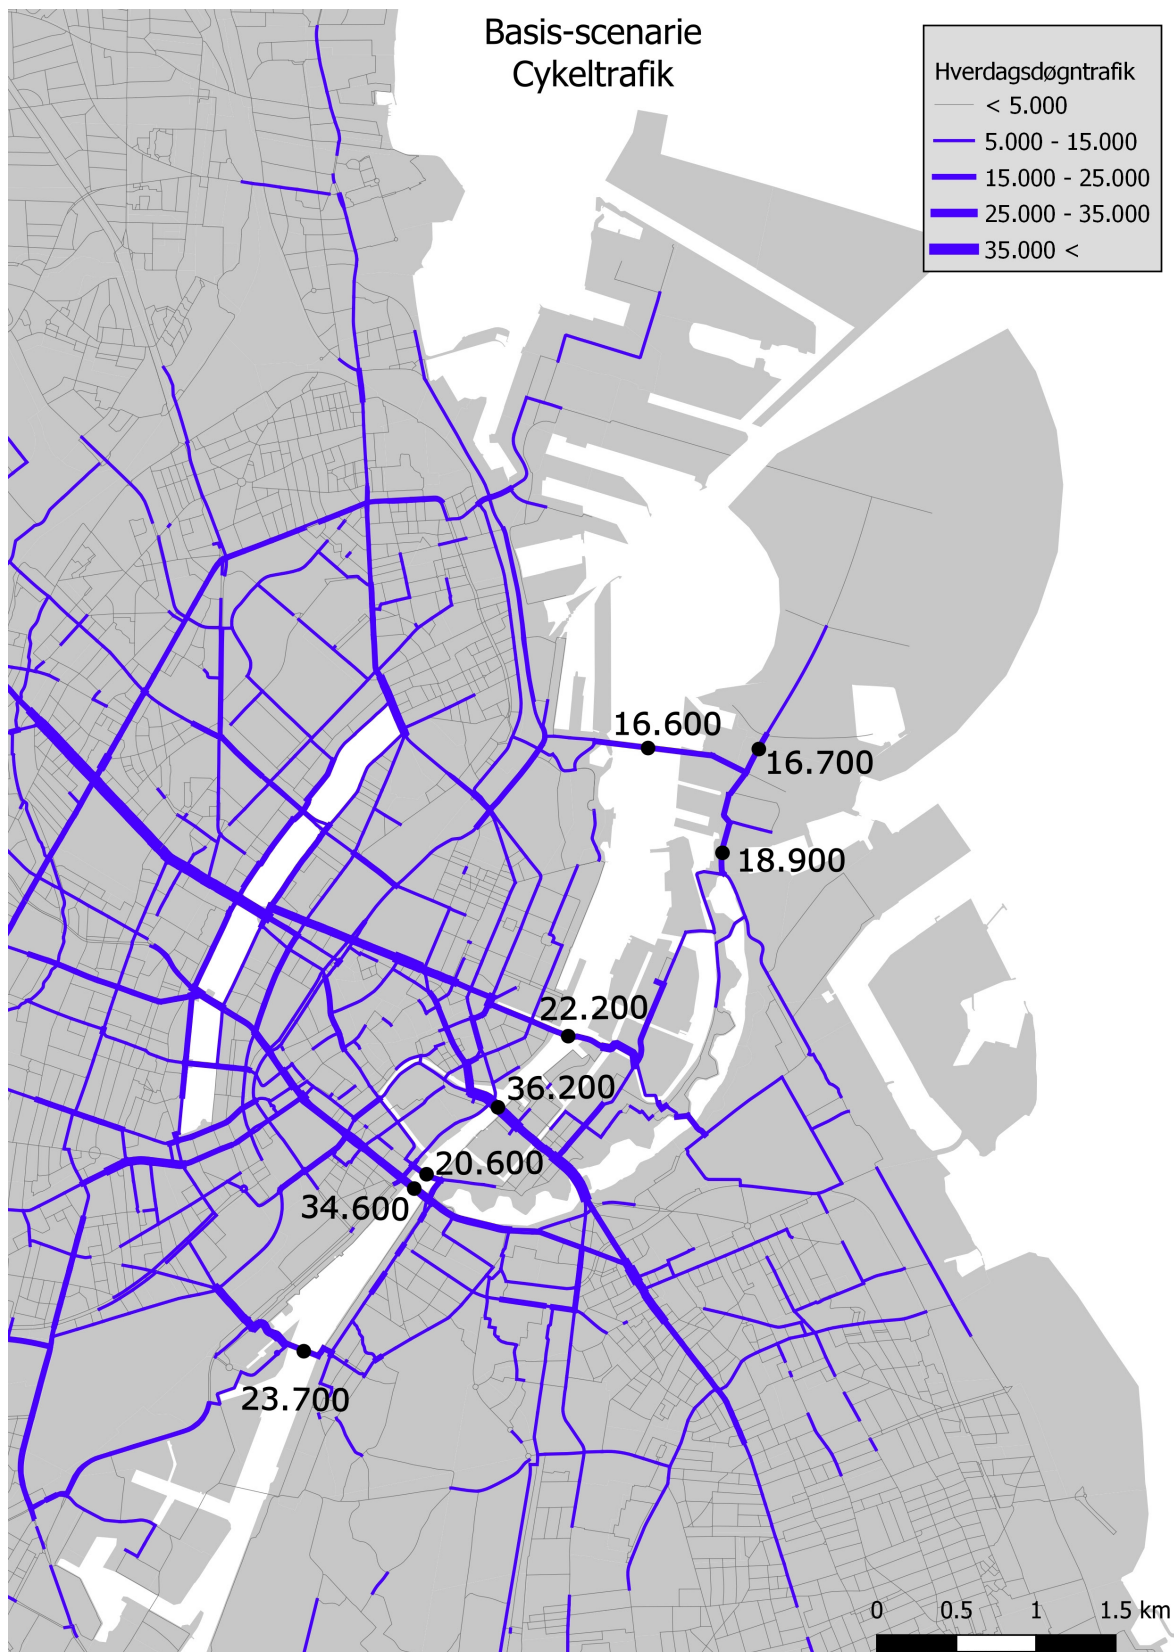 Basis-scenarie
Cykeltrafik
Hverdagsdøgntrafik
< 5.000
5.000 - 15.000
15.000 - 25.000
25.000 - 35.000
35.000 <
16.600
16.700
18.900
22.200
36.200
20.600
34.600
23.700
0 0.5 1 1.5 km